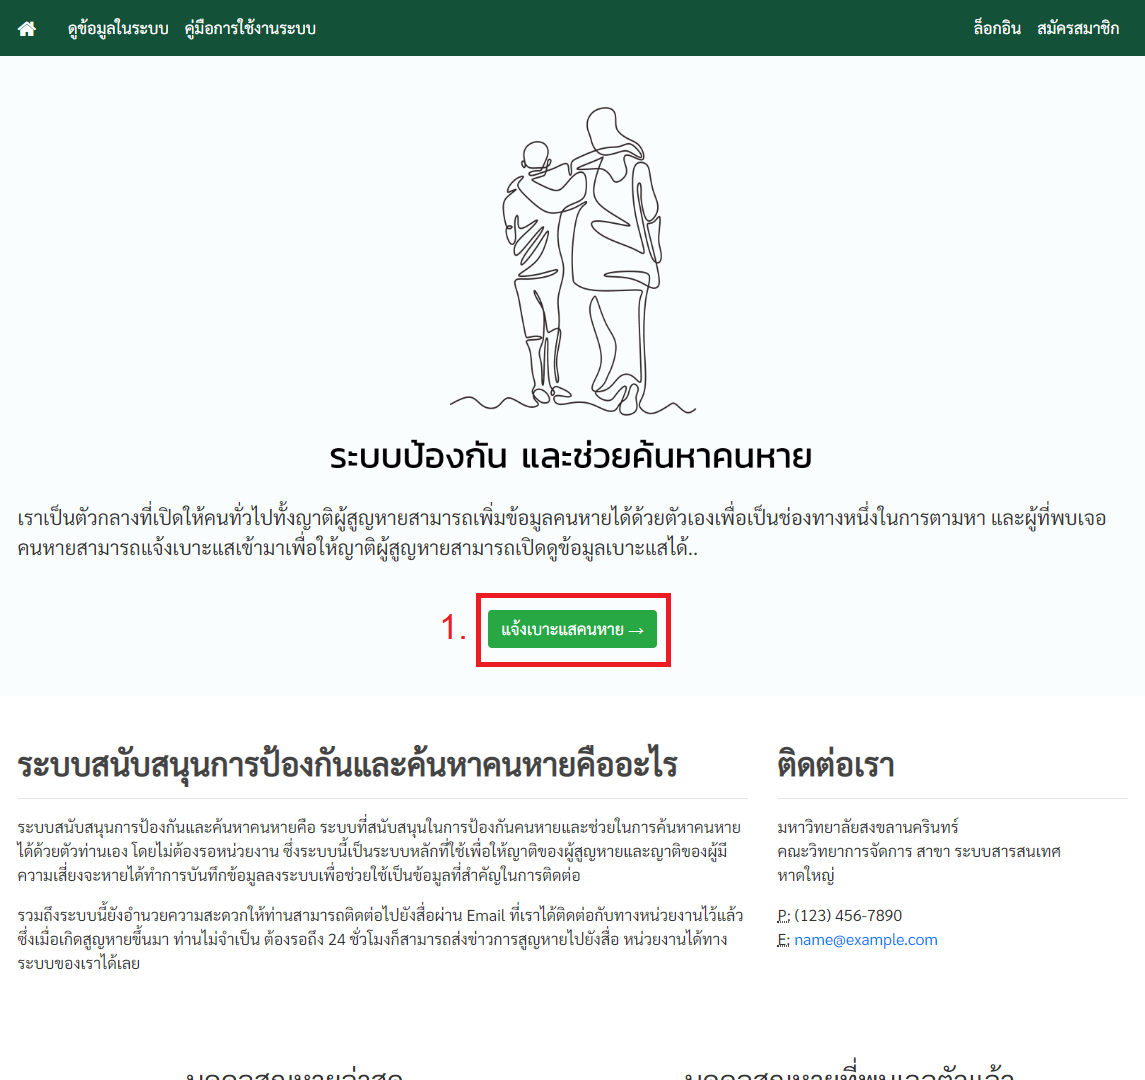 ดูข้อมูลในระบบ คู่มือการใช้งานระบบ ล็อกอิน สมัครสมาชิก
ระบบป้องกัน และช่วยค้นหาคนหาย
เราเป็นตัวกลางที่เปิดให้คนทั่วไปทั้งญาติผู้สูญหายสามารถเพิ่มข้อมูลคนหายได้ด้วยตัวเองเพื่อเป็นช่องทางหนึ่งในการตามหา และผู้ที่พบเจอ
คนหายสามารถแจ้งเบาะแสเข้ามาเพื่อให้ญาติผู้สูญหายสามารถเปิดดูข้อมูลเบาะแสได้..
1. แจ้งเบาะแสคนหาย →
ระบบสนับสนุนการป้องกันและค้นหาคนหายคืออะไร
ระบบสนับสนุนการป้องกันและค้นหาคนหายคือ ระบบที่สนับสนุนในการป้องกันคนหายและช่วยในการค้นหาคนหาย
ได้ด้วยตัวท่านเอง โดยไม่ต้องรอหน่วยงาน ซึ่งระบบนี้เป็นระบบหลักที่ใช้เพื่อให้ญาติของผู้สูญหายและญาติของผู้มี
ความเสี่ยงจะหายได้ทำการบันทึกข้อมูลลงระบบเพื่อช่วยใช้เป็นข้อมูลที่สำคัญในการติดต่อ
รวมถึงระบบนี้ยังอำนวยความสะดวกให้ท่านสามารถติดต่อไปยังสื่อผ่าน Email ที่เราได้ติดต่อกับทางหน่วยงานไว้แล้ว
ซึ่งเมื่อเกิดสูญหายขึ้นมา ท่านไม่จำเป็น ต้องรอถึง 24 ชั่วโมงก็สามารถส่งข่าวการสูญหายไปยังสื่อ หน่วยงานได้ทาง
ระบบของเราได้เลย
ติดต่อเรา
มหาวิทยาลัยสงขลานครินทร์
คณะวิทยาการจัดการ สาขา ระบบสารสนเทศ
หาดใหญ่
P: (123) 456-7890
E: name@example.com